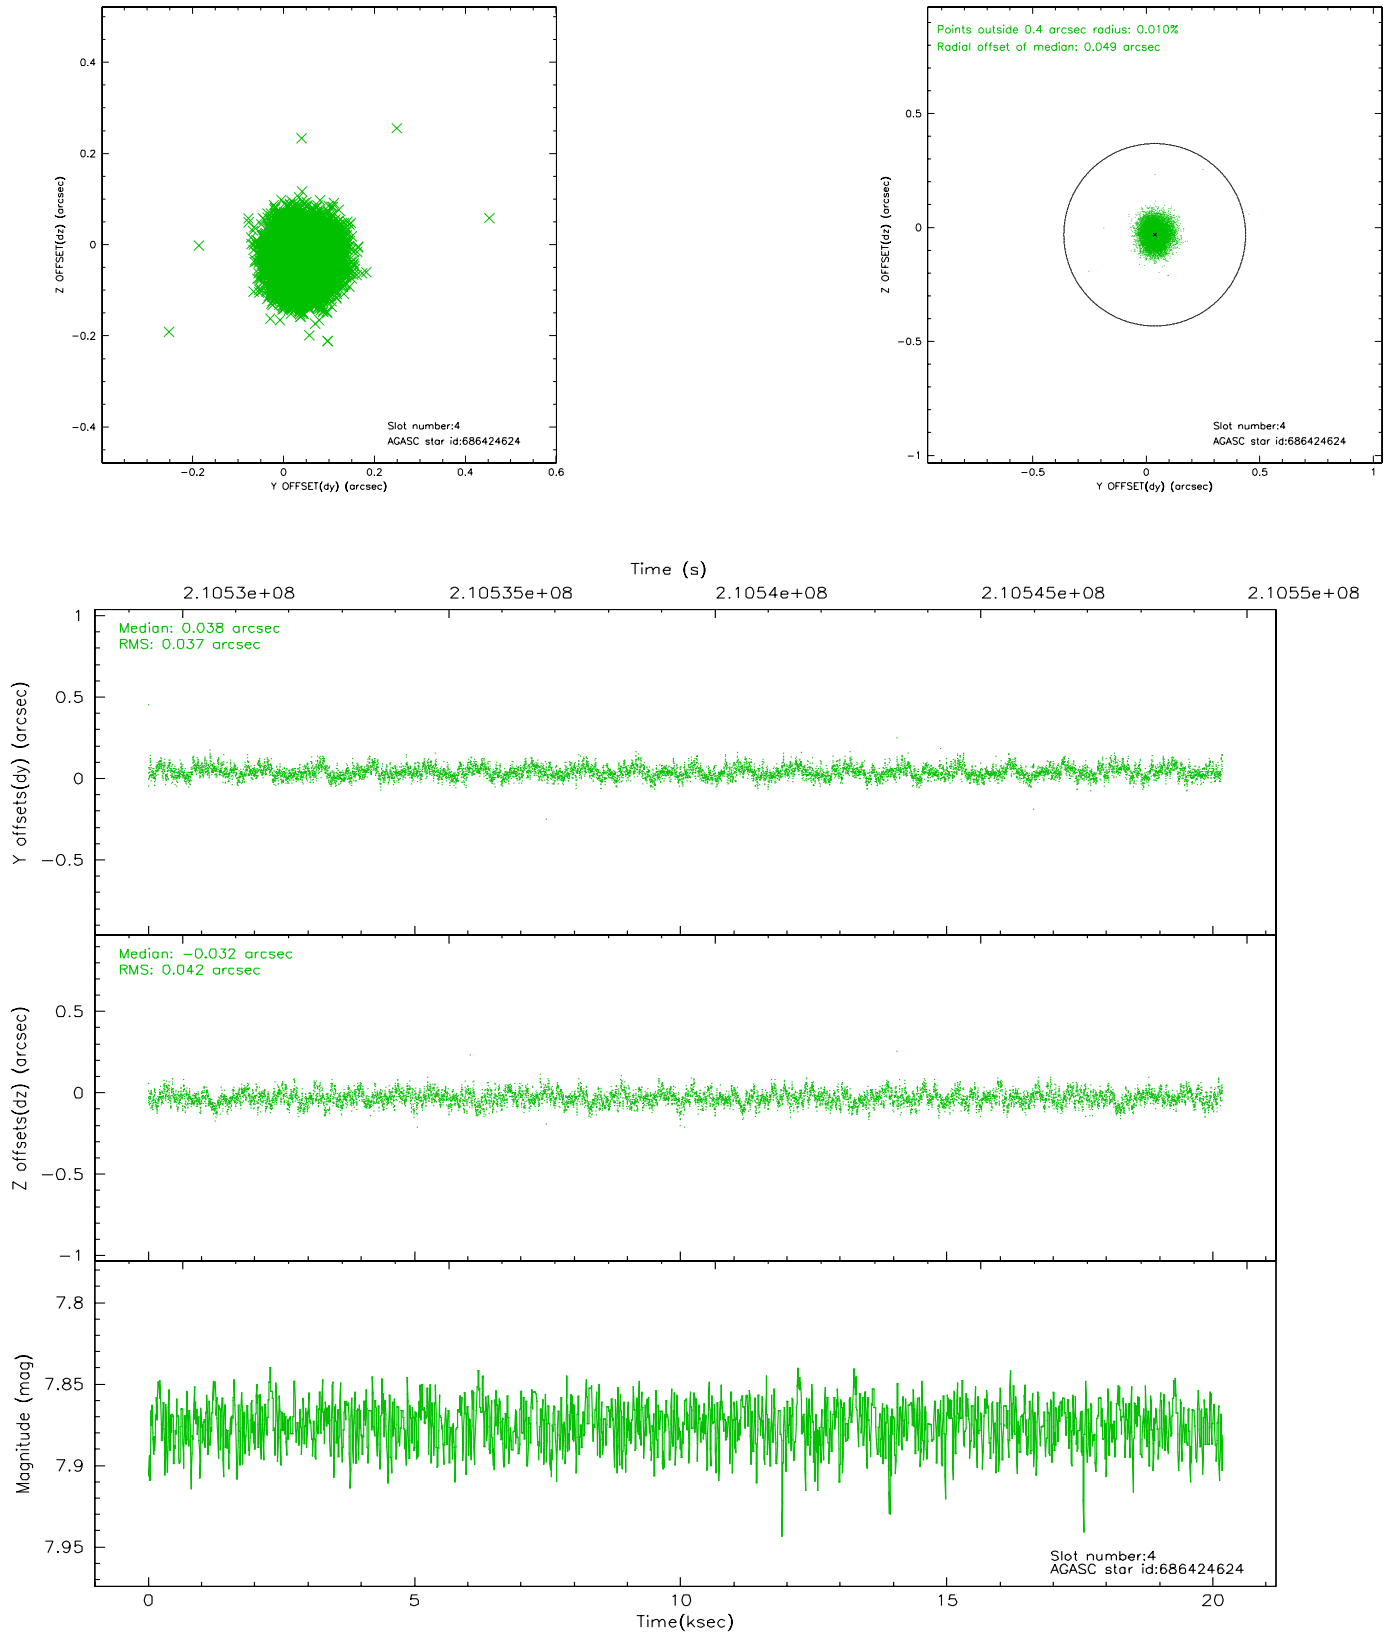 0.4
0.2
0
−0.2
−0.4
Z OFFSET(dz) (arcsec)
Slot number:4
AGASC star id:686424624
−0.2 0 0.2 0.4 0.6
Y OFFSET(dy) (arcsec)
Points outside 0.4 arcsec radius: 0.010%
Radial offset of median: 0.049 arcsec
0.5
0
−0.5
−1
Z OFFSET(dz) (arcsec)
Slot number:4
AGASC star id:686424624
−0.5 0 0.5 1
Y OFFSET(dy) (arcsec)
Time (s)
2.1053e+08 2.10535e+08 2.1054e+08 2.10545e+08 2.1055e+08
Median: 0.038 arcsec
RMS: 0.037 arcsec
1
0.5
0
−0.5
Y offsets(dy) (arcsec)
Median: −0.032 arcsec
RMS: 0.042 arcsec
0.5
0
−0.5
−1
Z offsets(dz) (arcsec)
7.8
7.85
7.9
7.95
Magnitude (mag)
Slot number:4
AGASC star id:686424624
0 5 10 15 20
Time(ksec)